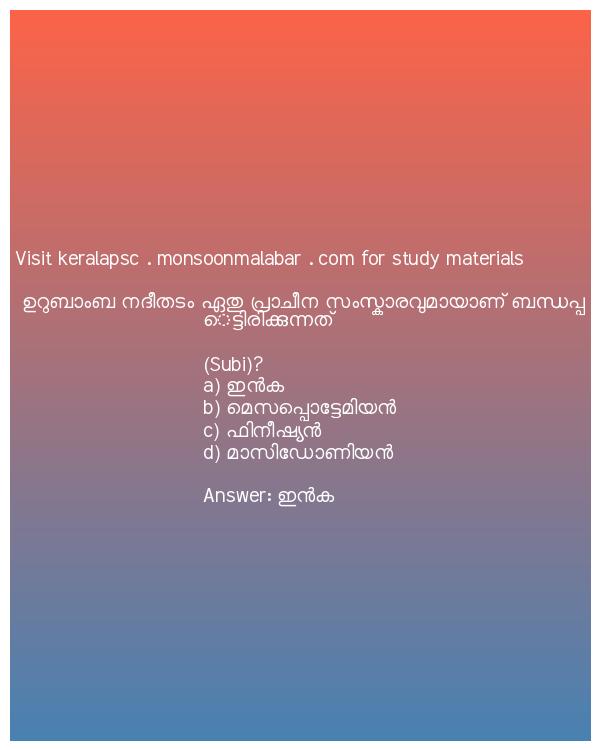 Visit keralapsc . monsoonmalabar . com for study materials
ഉറുബാംബ നദീതടം ഏതു പ്രാചീന സംസ്കാരവുമായാണ് ബന്ധപ്പ
െട്ടിരിക്കുന്നത്
(Subi)?
a) ഇൻക
b) മെസപ്പൊട്ടേമിയൻ
c) ഫിനീഷ്യൻ
d) മാസിഡോണിയൻ
Answer: ഇൻക